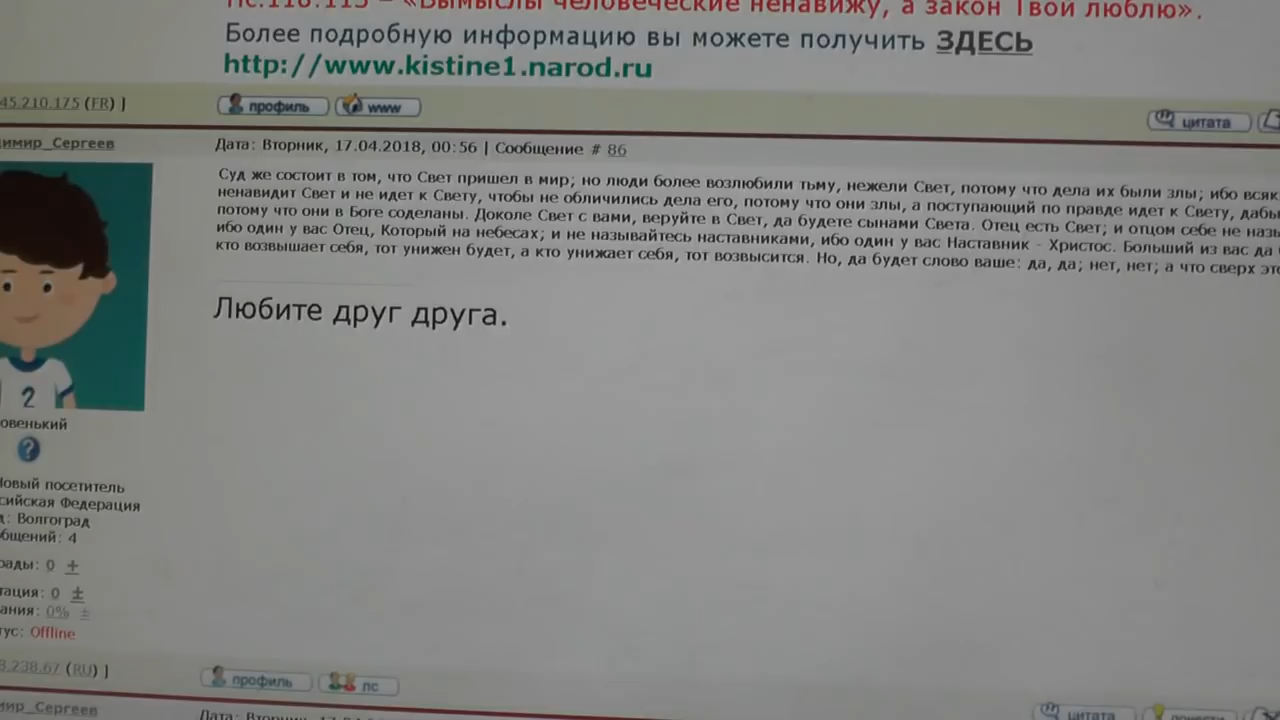 Пс.118:113 – «Вымыслы человеческие ненавижу, а закон Твой люблю».
Более подробную информацию вы можете получить ЗДЕСЬ
http://www.kistine1.narod.ru
45.210.175 (FR) ]
профиль
www
цитата
имир_Сергеев
Дата: Вторник, 17.04.2018, 00:56 | Сообщение # 86
Суд же состоит в том, что Свет пришел в мир; но люди более возлюбили тьму, нежели Свет, потому что дела их были злы; ибо всяк
ненавидит Свет и не идет к Свету, чтобы не обличились дела его, потому что они злы, а поступающий по правде идет к Свету, дабы
потому что они в Боге соделаны. Доколе Свет с вами, веруйте в Свет, да будете сынами Света. Отец есть Свет; и отцом себе не назы
ибо один у вас Отец, Который на небесах; и не называйтесь наставниками, ибо один у вас Наставник - Христос. Больший из вас да
кто возвышает себя, тот унижен будет, а кто унижает себя, тот возвысится. Но, да будет слово ваше: да, да; нет, нет; а что сверх это
Любите друг друга.
2
овенький
?
Новый посетитель
сийская Федерация
д: Волгоград
бщений: 4
рады: 0 ±
тация: 0 ±
ания: 0% ±
тус: Offline
8.238.67 (RU) ]
профиль
пс
цитата
мир_Сергеев
Дата: Вторник, 17.04.2018